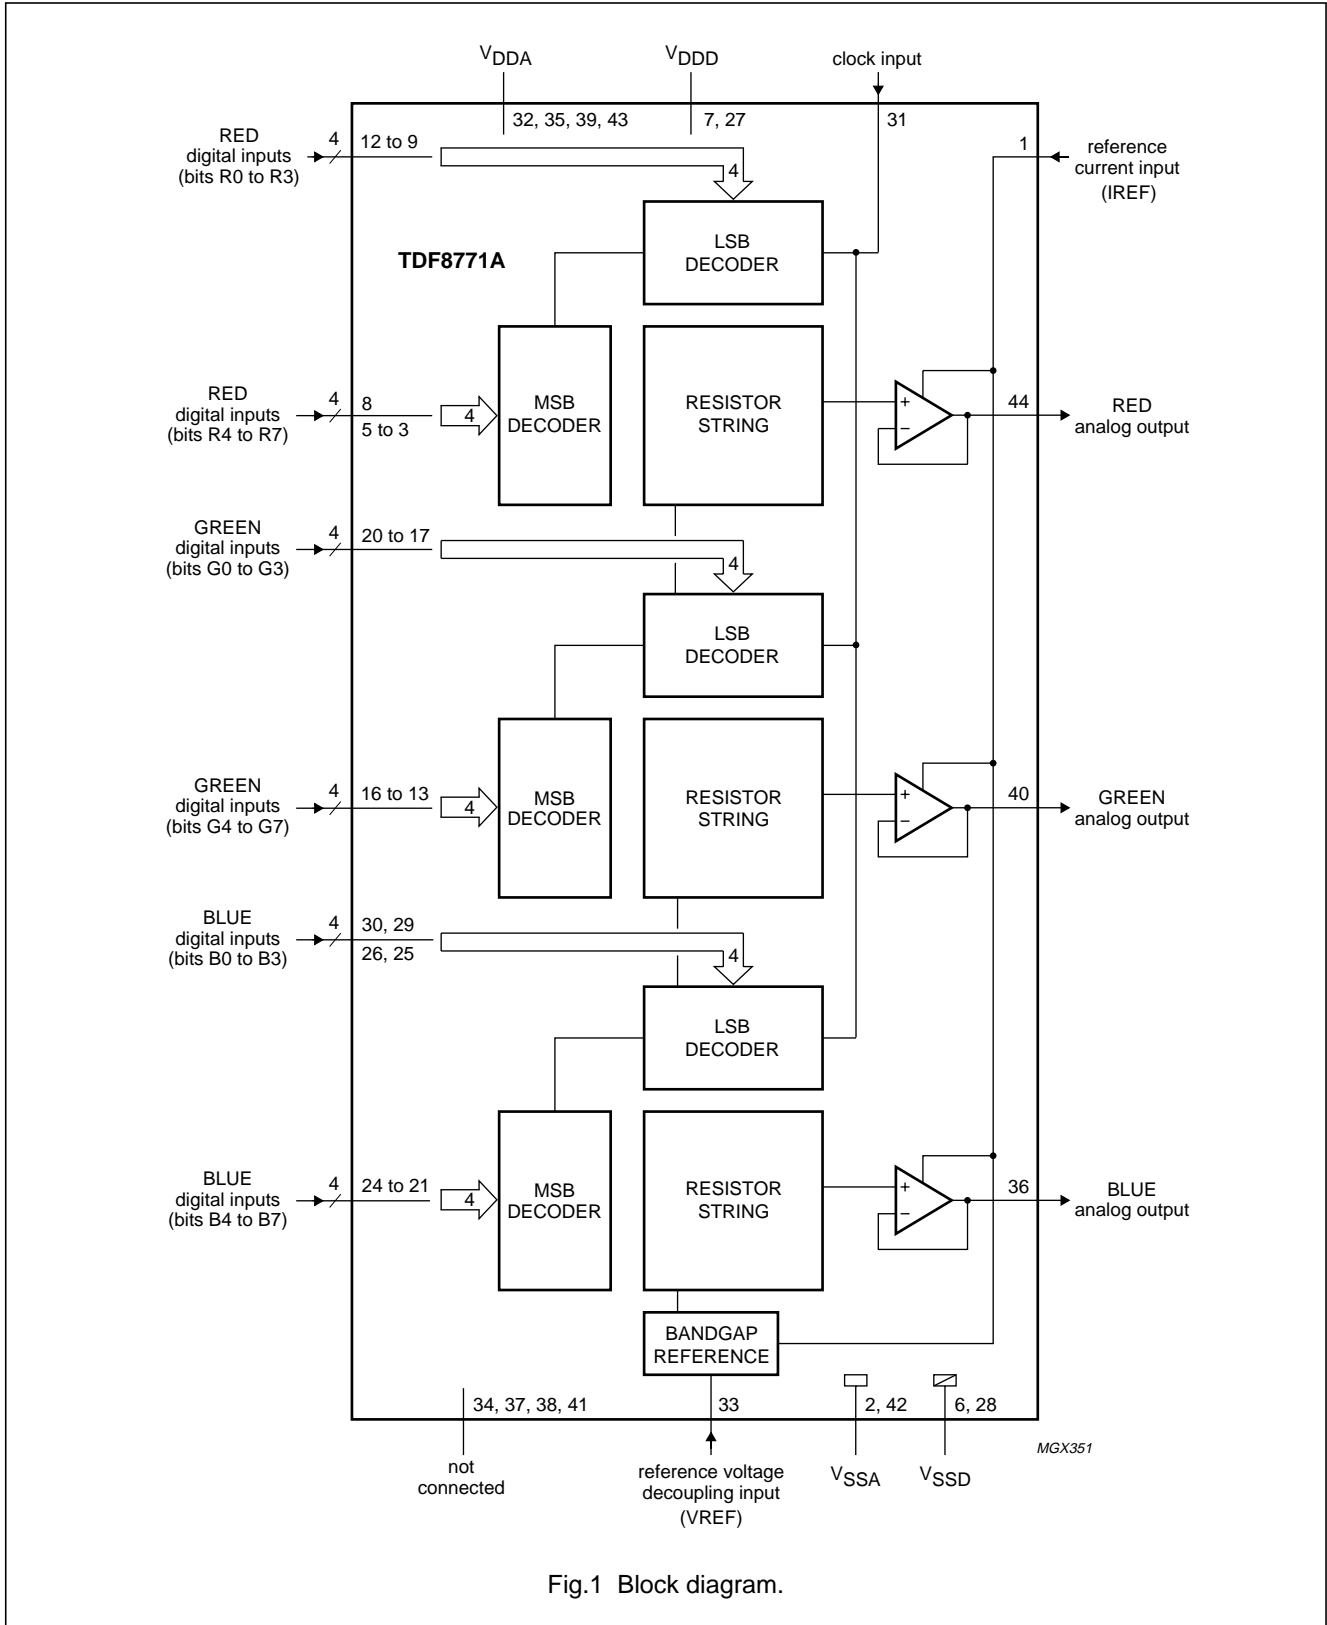 VDDA
VDDD
clock input
32, 35, 39, 43
7, 27
31
RED
digital inputs
(bits R0 to R3)
4
12 to 9
4
1
reference
current input
(IREF)
TDF8771A
LSB
DECODER
RED
digital inputs
(bits R4 to R7)
4
8
5 to 3
4
MSB
DECODER
RESISTOR
STRING
+
−
44
RED
analog output
GREEN
digital inputs
(bits G0 to G3)
4
20 to 17
4
LSB
DECODER
GREEN
digital inputs
(bits G4 to G7)
4
16 to 13
4
MSB
DECODER
RESISTOR
STRING
+
−
40
GREEN
analog output
BLUE
digital inputs
(bits B0 to B3)
4
30, 29
26, 25
4
LSB
DECODER
BLUE
digital inputs
(bits B4 to B7)
4
24 to 21
4
MSB
DECODER
RESISTOR
STRING
+
−
36
BLUE
analog output
BANDGAP
REFERENCE
34, 37, 38, 41
33
2, 42
6, 28
MGX351
not
connected
reference voltage
decoupling input
(VREF)
VSSA
VSSD
Fig.1 Block diagram.